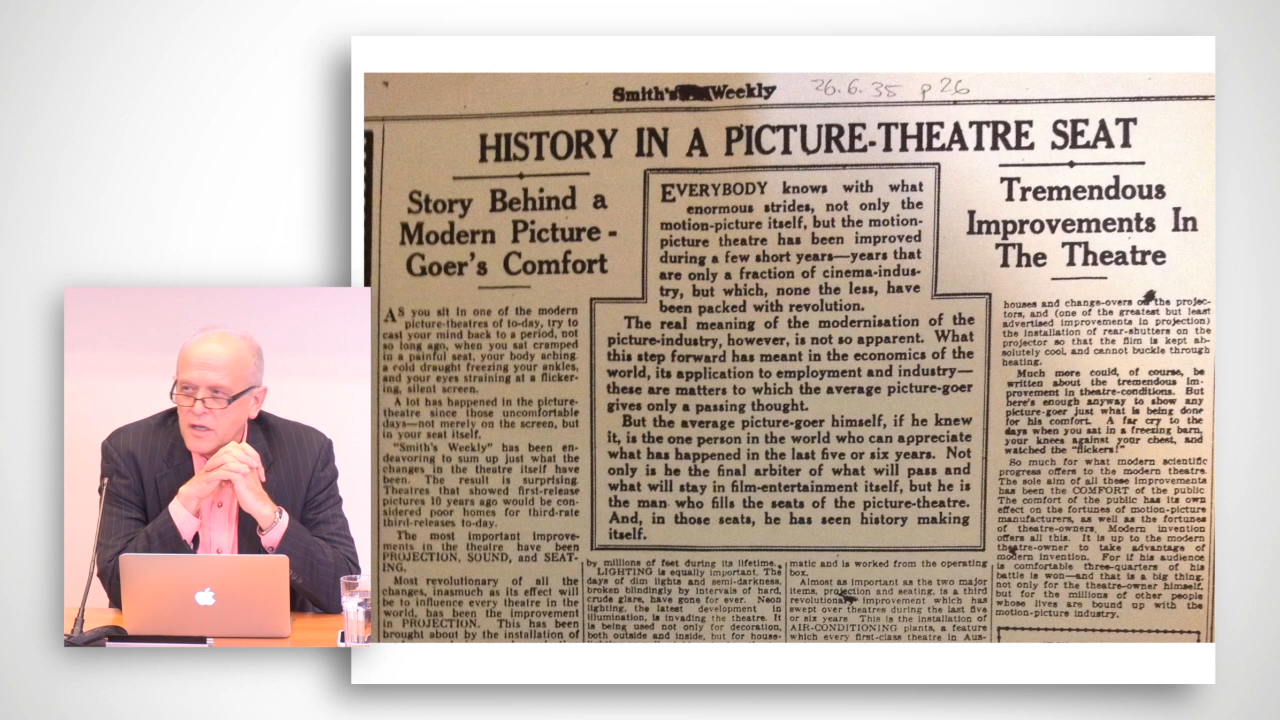 Smith's Weekly 26.6.35 p 26
HISTORY IN A PICTURE-THEATRE SEAT
Story Behind a
Modern Picture-
Goer's Comfort
AS you sit in one of the modern
picture-theatres of to-day, try to
cast your mind back to a period, not
so long ago, when you sat cramped
in a painful seat, your body aching,
a cold draught freezing your ankles,
and your eyes straining at a flicker-
ing, silent screen.
A lot has happened in the picture-
theatre since those uncomfortable
days—not merely on the screen, but
in your seat itself.
"Smith's Weekly" has been en-
deavoring to sum up just what the
changes in the theatre itself have
been. The result is surprising.
Theatres that showed first-release
pictures 10 years ago would be con-
sidered poor homes for third-rate
third-releases to-day.
The most important improve-
ments in the theatre have been
PROJECTION, SOUND, and SEAT-
ING.
Most revolutionary of all the
changes, inasmuch as its effect will
be to influence every theatre in the
world, has been the improvement
in PROJECTION. This has been
brought about by the installation of
EVERYBODY knows with what
enormous strides, not only the
motion-picture itself, but the motion-
picture theatre has been improved
during a few short years—years that
are only a fraction of cinema-indus-
try, but which, none the less, have
been packed with revolution.
The real meaning of the modernisation of the
picture-industry, however, is not so apparent. What
this step forward has meant in the economics of the
world, its application to employment and industry—
these are matters to which the average picture-goer
gives only a passing thought.
But the average picture-goer himself, if he knew
it, is the one person in the world who can appreciate
what has happened in the last five or six years. Not
only is he the final arbiter of what will pass and
what will stay in film-entertainment itself, but he is
the man who fills the seats of the picture-theatre.
And, in those seats, he has seen history making
itself.
by millions of feet during its lifetime.
LIGHTING is equally important. The
days of dim lights and semi-darkness,
broken blindingly by intervals of hard,
crude glare, have gone for ever. Neon
lighting, the latest development in
illumination, is invading the theatre. It
is being used not only for decoration,
both outside and inside, but for house-
matic and is worked from the operating
box.
Almost as important as the two major
items, projection and seating, is a third
revolutionary improvement which has
swept over theatres during the last five
or six years. This is the installation of
AIR-CONDITIONING plants, a feature
which every first-class theatre in Aus-
Tremendous
Improvements In
The Theatre
houses and change-overs on the projec-
tors, and (one of the greatest but least
advertised improvements in projection)
the installation of rear-shutters on the
projector so that the film is kept ab-
solutely cool, and cannot buckle through
heating.
Much more could, of course, be
written about the tremendous im-
provement in theatre-conditions. But
here's enough anyway to show any
picture-goer just what is being done
for his comfort. A far cry to the
days when you sat in a freezing barn,
your knees against your chest, and
watched the "flickers!"
So much for what modern scientific
progress offers to the modern theatre.
The sole aim of all these improvements
has been the COMFORT of the public
The comfort of the public has its own
effect on the fortunes of motion-picture
manufacturers, as well as the fortunes
of theatre-owners. Modern invention
offers all this. It is up to the modern
theatre-owner to take advantage of
modern invention. For if his audience
is comfortable three-quarters of his
battle is won—and that is a big thing,
not only for the theatre-owner himself,
but for the millions of other people
whose lives are bound up with the
motion-picture industry.